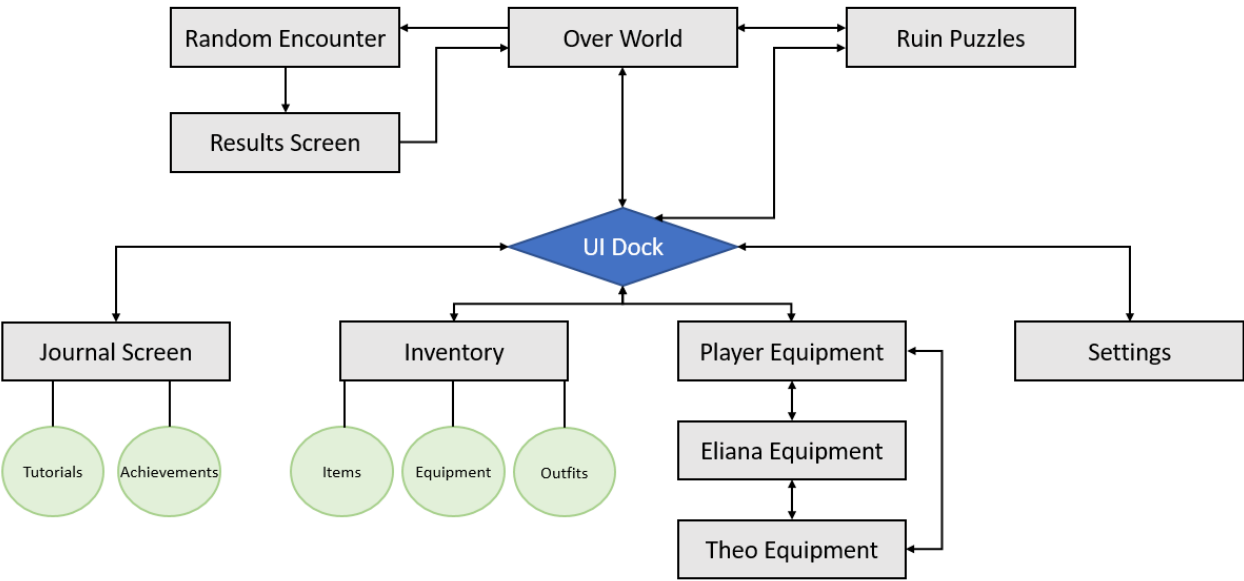 Random Encounter
Over World
Ruin Puzzles
Results Screen
UI Dock
Journal Screen
Inventory
Player Equipment
Settings
Eliana Equipment
Tutorials
Achievements
Items
Equipment
Outfits
Theo Equipment